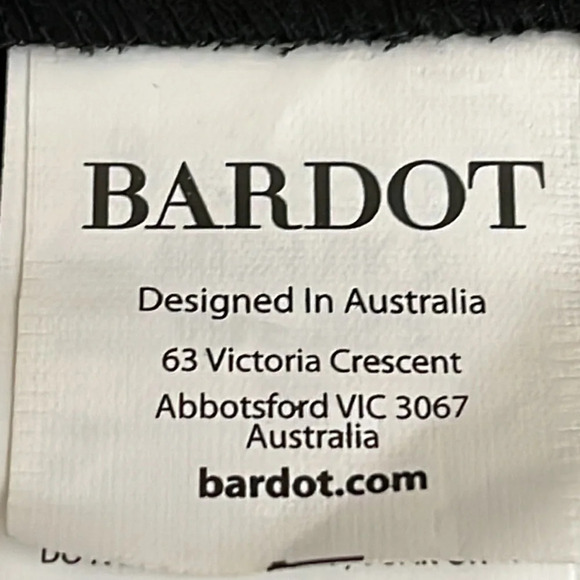 BARDOT
Designed In Australia
63 Victoria Crescent
Abbotsford VIC 3067
Australia
bardot.com